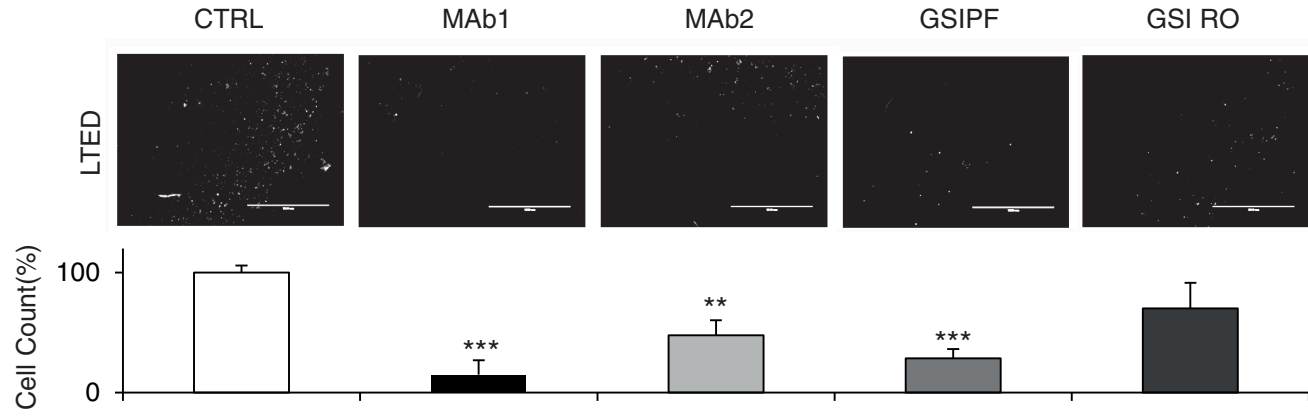 CTRL MAb1 MAb2 GSIPF GSI RO
LTED
Cell Count(%)
100
0
***
**
***